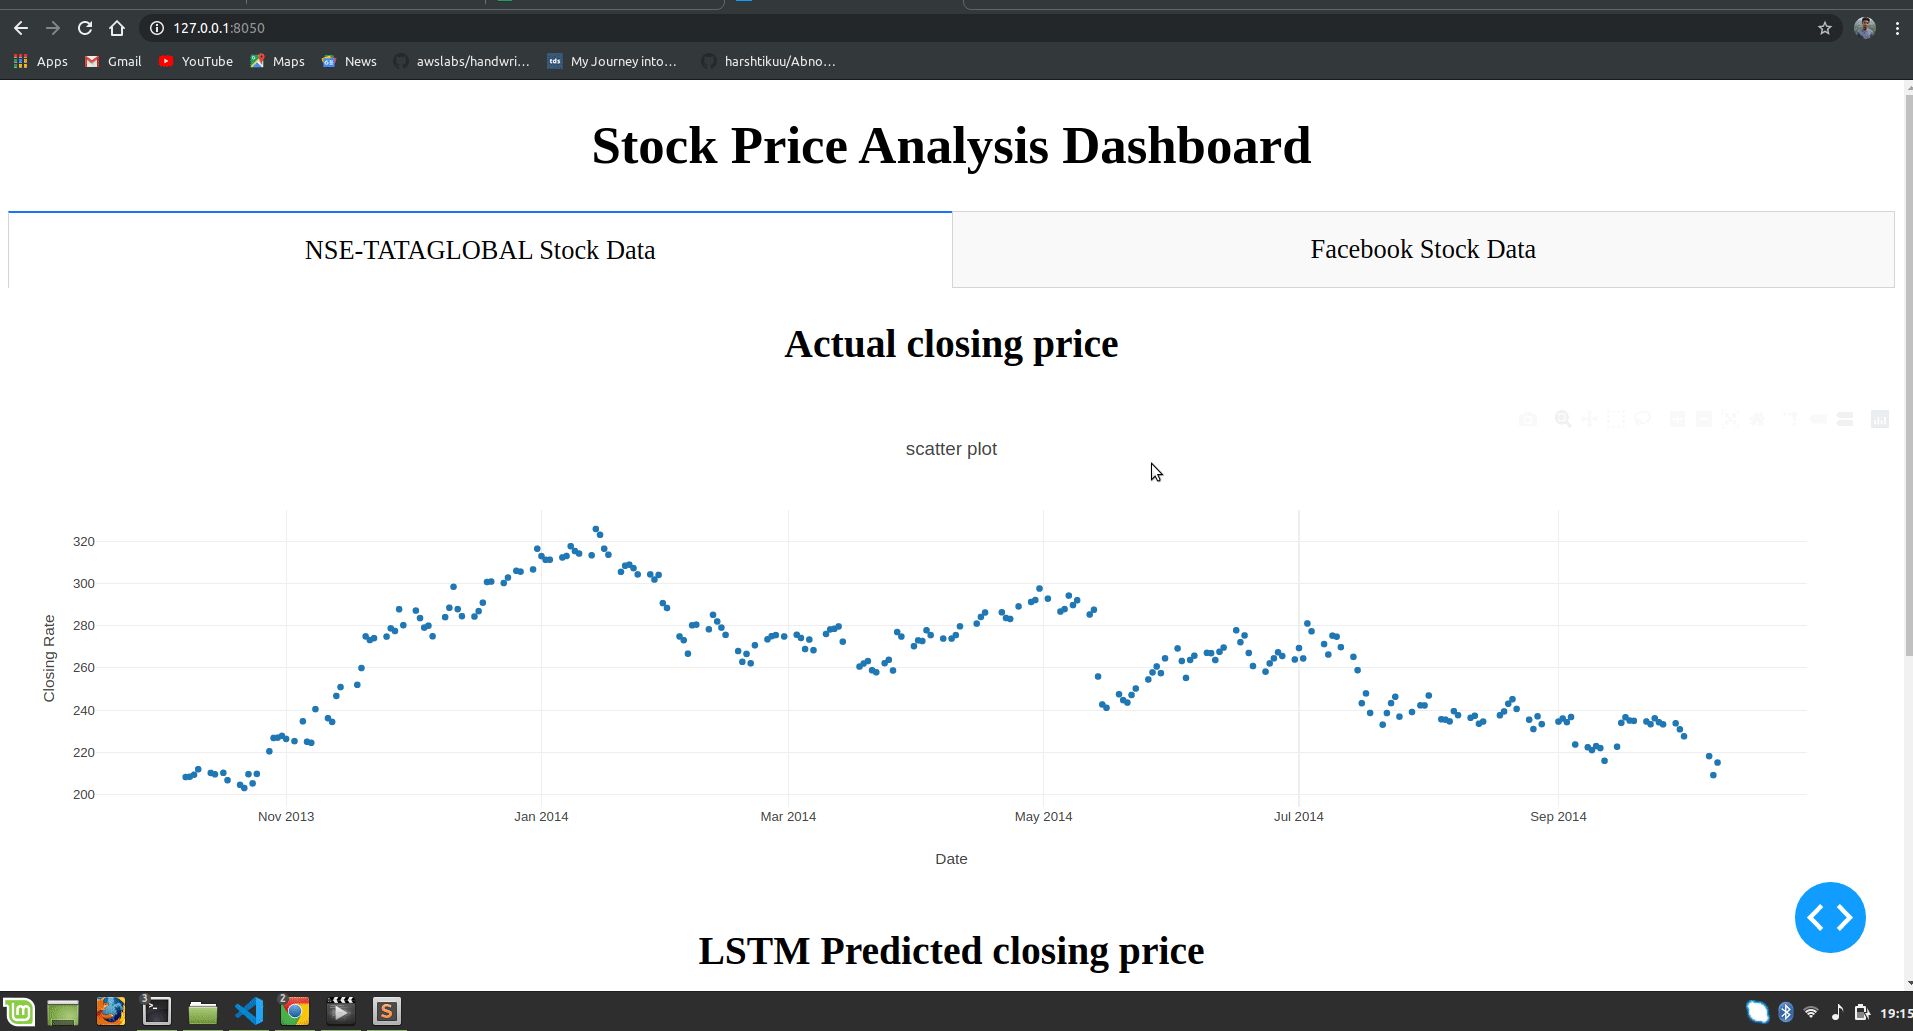 127.0.0.1:8050
Apps Gmail YouTube Maps News awslabs/handwri... My Journey into... harshtikuu/Abno...
Stock Price Analysis Dashboard
NSE-TATAGLOBAL Stock Data Facebook Stock Data
Actual closing price
scatter plot
320
300
280
260
240
220
200
Closing Rate
Nov 2013 Jan 2014 Mar 2014 May 2014 Jul 2014 Sep 2014
Date
LSTM Predicted closing price
3 2 S 19:15